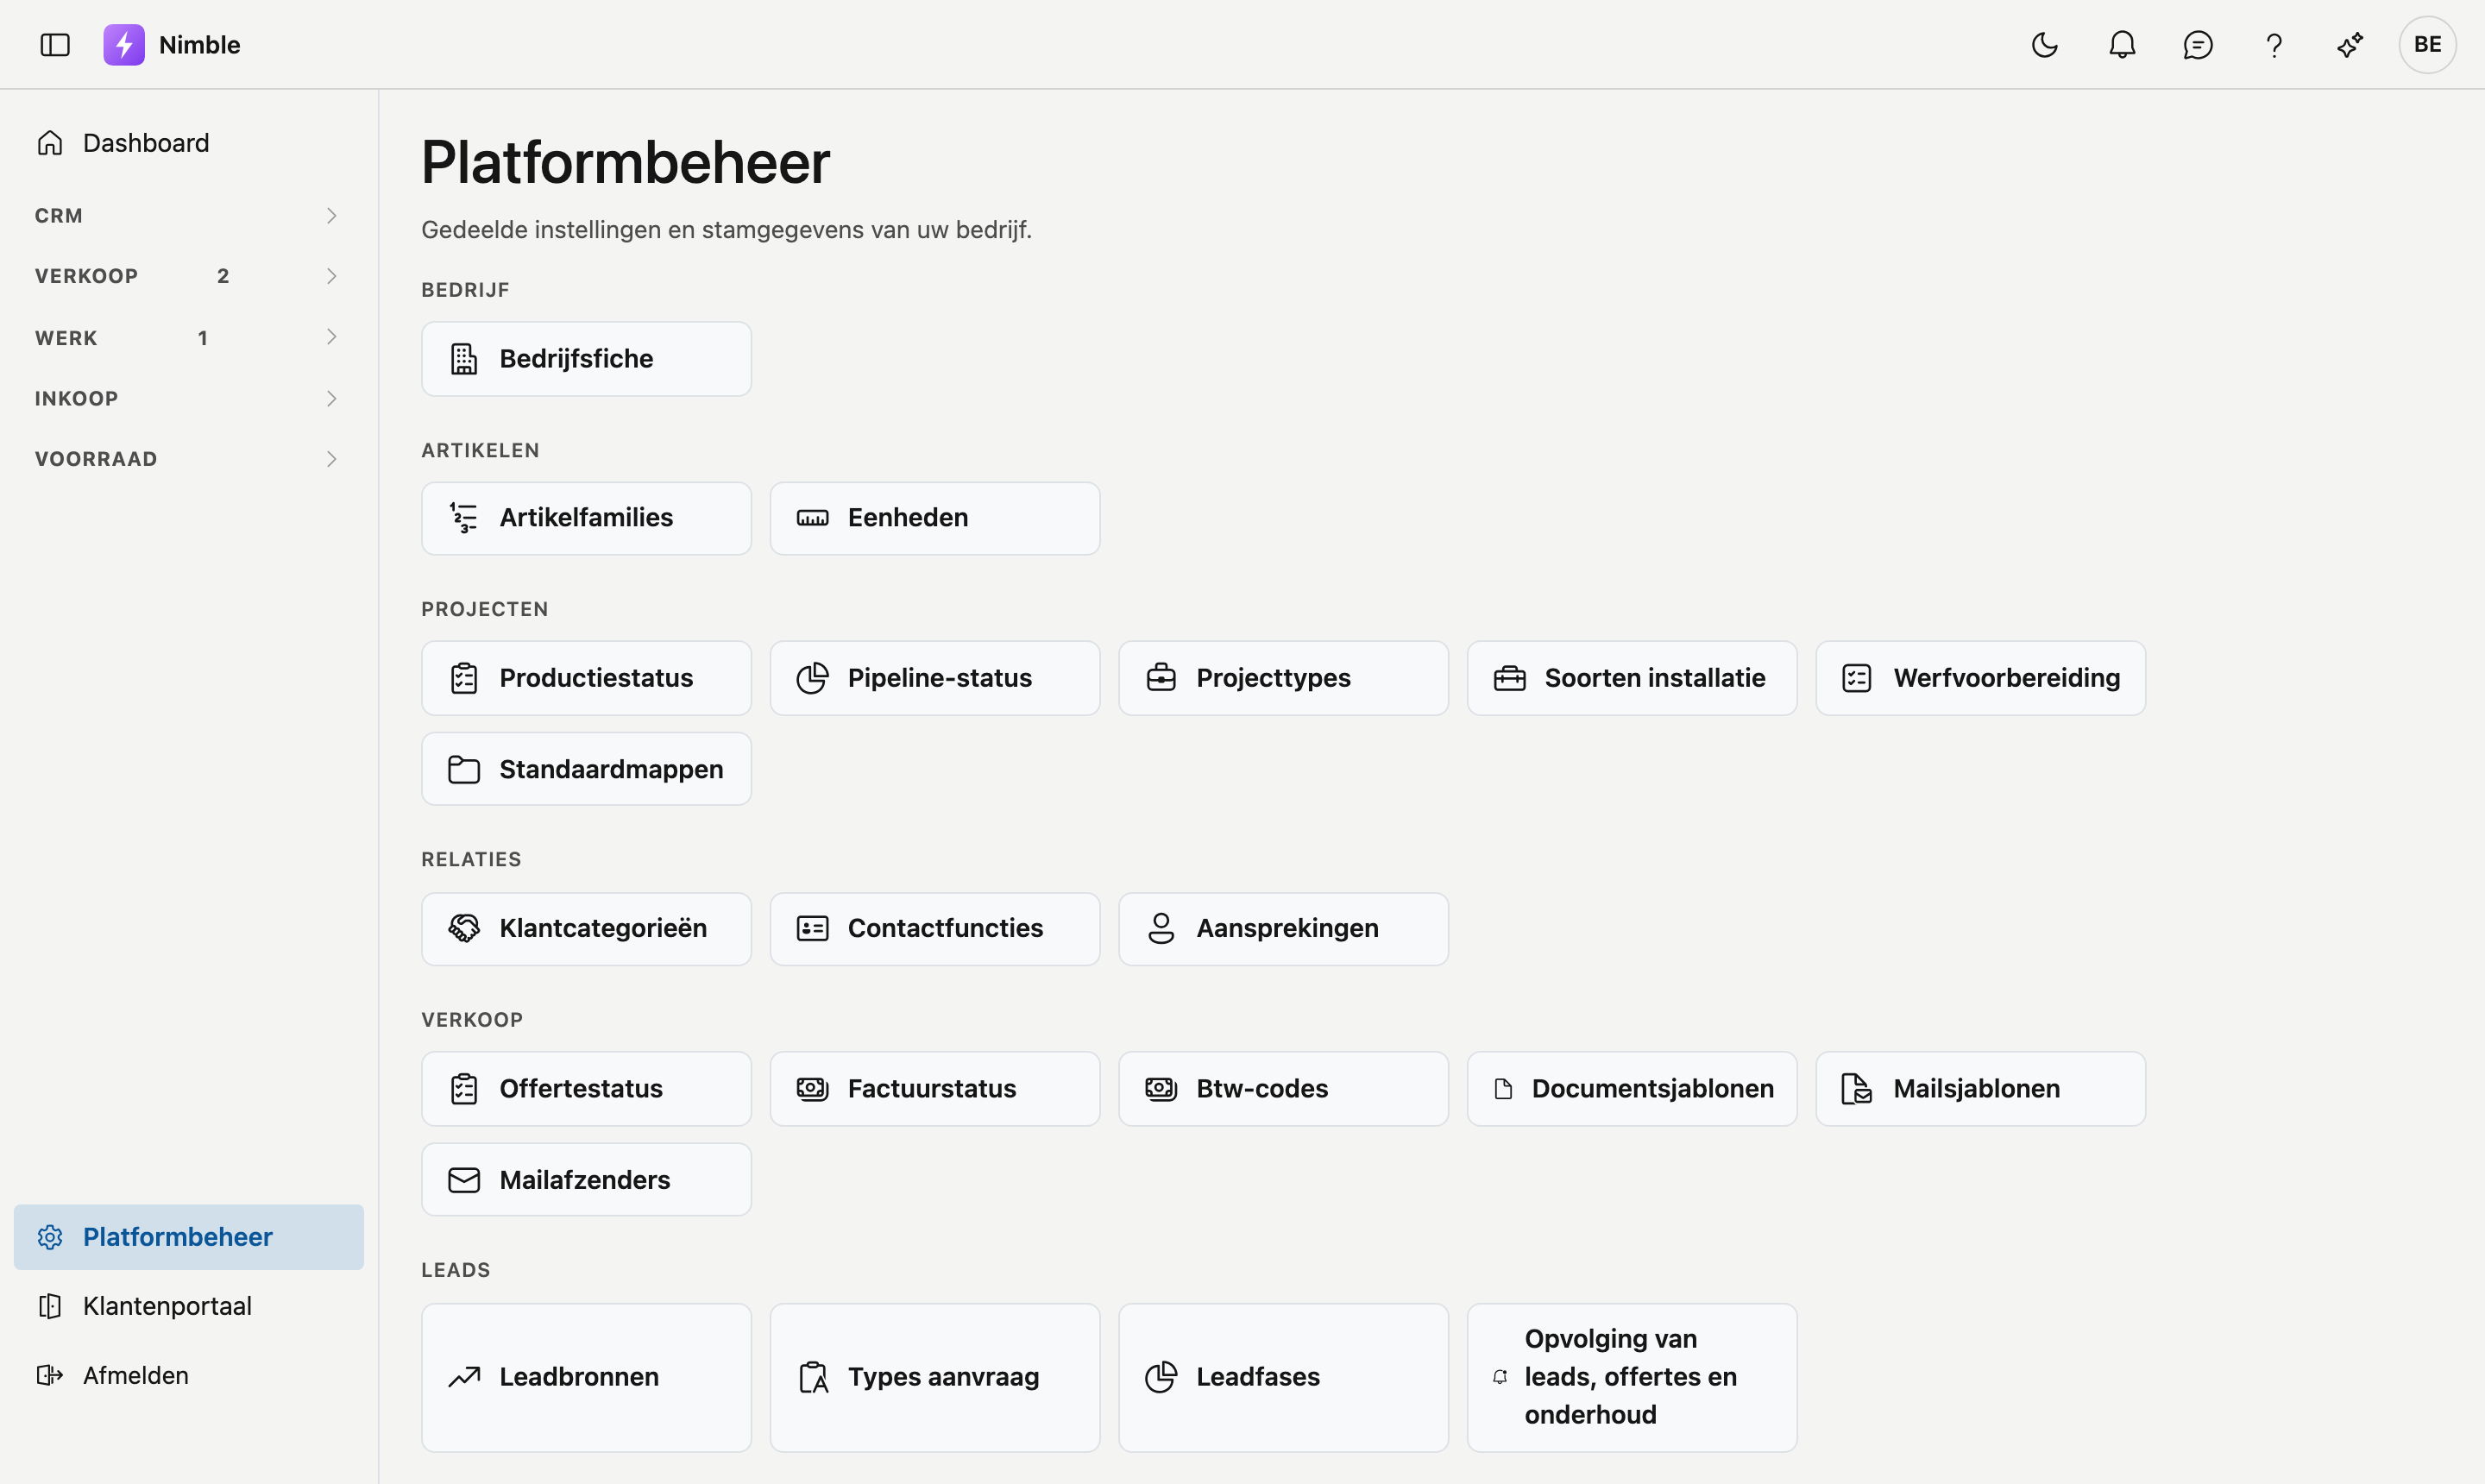 Nimble
BE
Dashboard
CRM
VERKOOP 2
WERK 1
INKOOP
VOORRAAD
Platformbeheer
Klantenportaal
Afmelden
Platformbeheer
Gedeelde instellingen en stamgegevens van uw bedrijf.
BEDRIJF
Bedrijfsfiche
ARTIKELEN
Artikelfamilies
Eenheden
PROJECTEN
Productiestatus
Pipeline-status
Projecttypes
Soorten installatie
Werfvoorbereiding
Standaardmappen
RELATIES
Klantcategorieën
Contactfuncties
Aansprekingen
VERKOOP
Offertestatus
Factuurstatus
Btw-codes
Documentsjablonen
Mailsjablonen
Mailafzenders
LEADS
Leadbronnen
Types aanvraag
Leadfases
Opvolging van
leads, offertes en
onderhoud